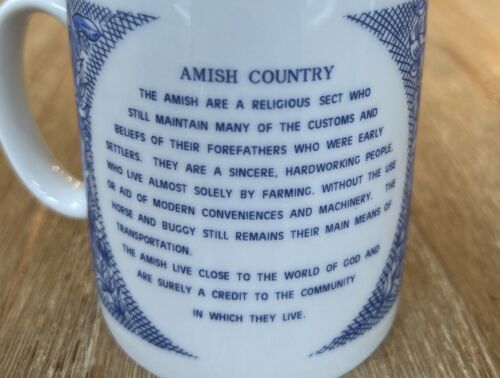 AMISH COUNTRY
THE AMISH ARE A RELIGIOUS SECT WHO
STILL MAINTAIN MANY OF THE CUSTOMS AND
BELIEFS OF THEIR FOREFATHERS WHO WERE EARLY
SETTLERS. THEY ARE A SINCERE, HARDWORKING PEOPLE,
WHO LIVE ALMOST SOLELY BY FARMING. WITHOUT THE USE
OR AID OF MODERN CONVENIENCES AND MACHINERY. THE
HORSE AND BUGGY STILL REMAINS THEIR MAIN MEANS OF
TRANSPORTATION.
THE AMISH LIVE CLOSE TO THE WORLD OF GOD AND
ARE SURELY A CREDIT TO THE COMMUNITY
IN WHICH THEY LIVE.